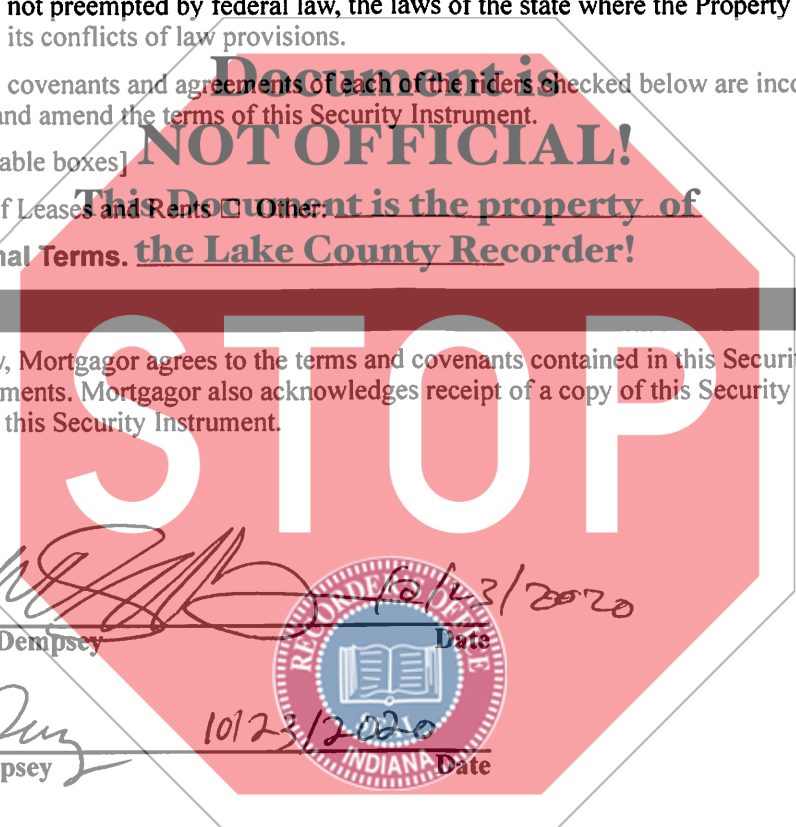 not preempted by federal law, the laws of the state where the Property
its conflicts of law provisions.
Document is
covenants and agreements of each of the riders checked below are inco
and amend the terms of this Security Instrument.
NOT OFFICIAL!
able boxes]
This Document is the property of
f Leases and Rents ☐ Other:
the Lake County Recorder!
nal Terms.
STOP
, Mortgagor agrees to the terms and covenants contained in this Securi
ments. Mortgagor also acknowledges receipt of a copy of this Security
this Security Instrument.
10/23/2020
Dempsey Date
10/23/2020
psey Date
RECORDER'S OFFICE
SEAL
INDIANA